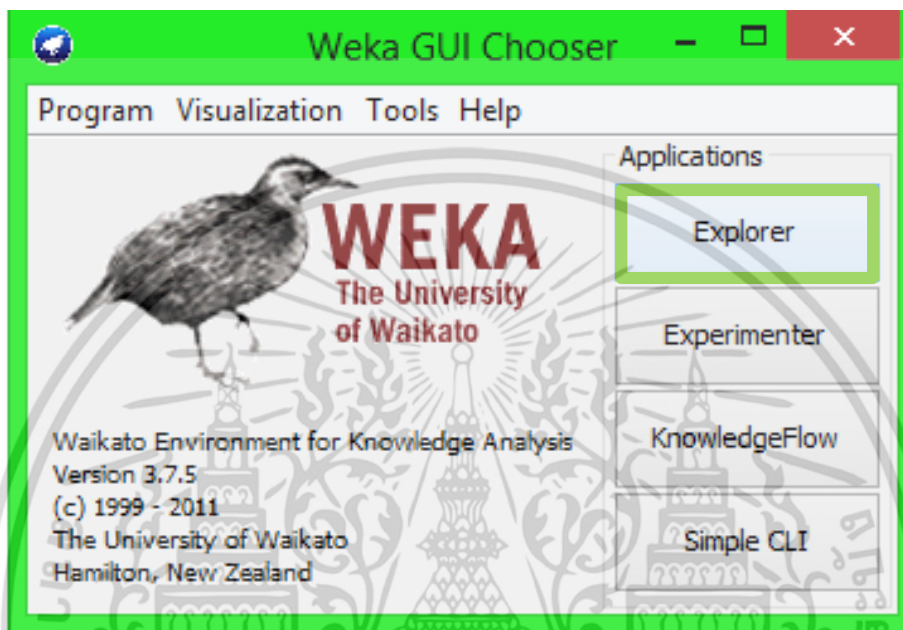 Weka GUI Chooser
Program Visualization Tools Help
WEKA
The University
of Waikato
Waikato Environment for Knowledge Analysis
Version 3.7.5
(c) 1999 - 2011
The University of Waikato
Hamilton, New Zealand
Applications
Explorer
Experimenter
KnowledgeFlow
Simple CLI